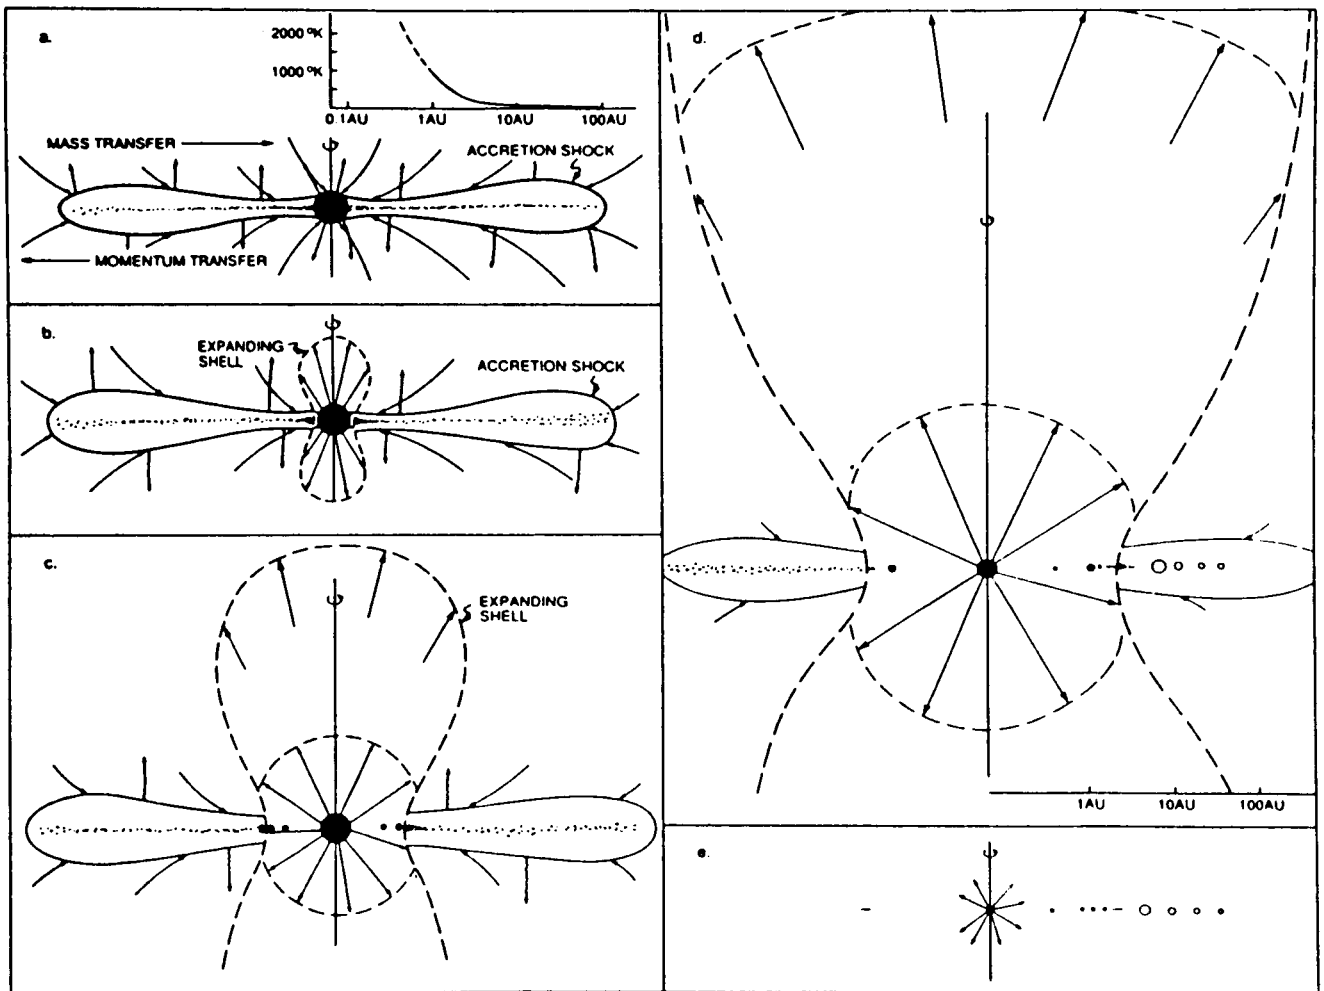 a.
2000 °K
1000 °K
0.1AU 1AU 10AU 100AU
MASS TRANSFER
ACCRETION SHOCK
MOMENTUM TRANSFER
b.
EXPANDING
SHELL
ACCRETION SHOCK
c.
EXPANDING
SHELL
d.
1AU 10AU 100AU
e.